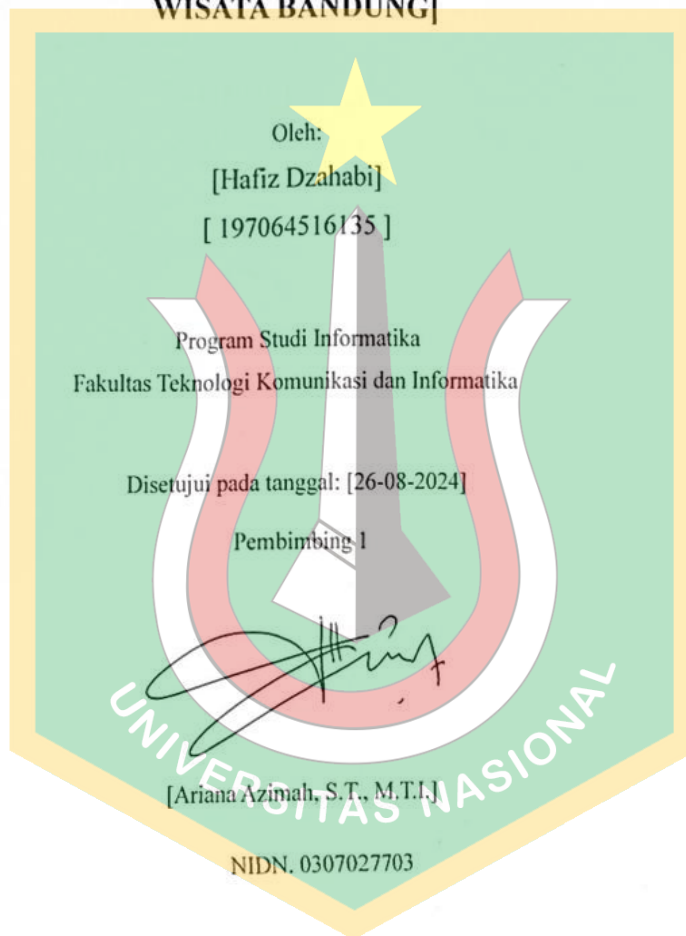 WISATA BANDUNG]
Oleh:
[Hafiz Dzahabi]
[ 197064516135 ]
Program Studi Informatika
Fakultas Teknologi Komunikasi dan Informatika
Disetujui pada tanggal: [26-08-2024]
Pembimbing 1
UNIVERSITAS NASIONAL
[Ariana Azimah, S.T., M.T.I.]
NIDN. 0307027703